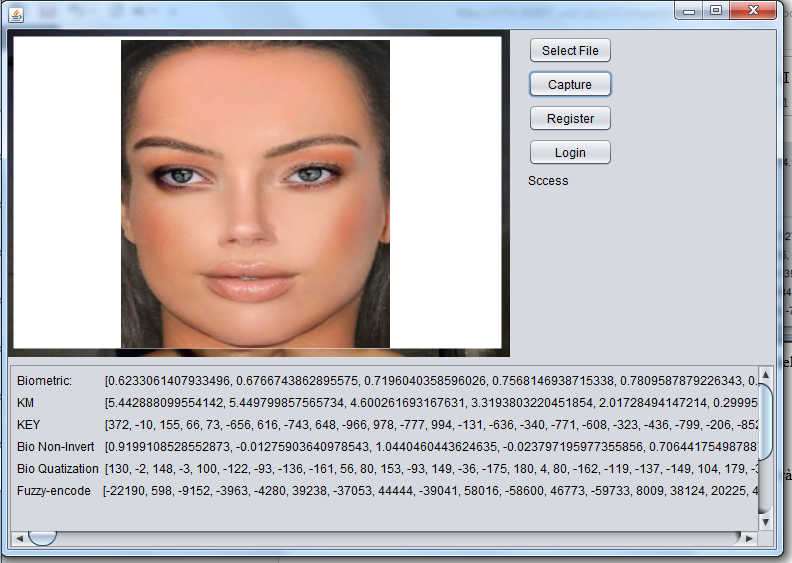 Select File
Capture
Register
Login
Sccess
Biometric: [0.6233061407933496, 0.6766743862895575, 0.7196040358596026, 0.7568146938715338, 0.7809587879226343, 0.
KM [5.442888099554142, 5.449799857565734, 4.600261693167631, 3.3193803220451854, 2.01728494147214, 0.29995
KEY [372, -10, 155, 66, 73, -656, 616, -743, 648, -966, 978, -777, 994, -131, -636, -340, -771, -608, -323, -436, -799, -206, -852
Bio Non-Invert [0.9199108528552873, -0.01275903640978543, 1.0440460443624635, -0.023797195977355856, 0.70644175498788
Bio Quatization [130, -2, 148, -3, 100, -122, -93, -136, -161, 56, 80, 153, -93, 149, -36, -175, 180, 4, 80, -162, -119, -137, -149, 104, 179, -3
Fuzzy-encode [-22190, 598, -9152, -3963, -4280, 39238, -37053, 44444, -39041, 58016, -58600, 46773, -59733, 8009, 38124, 20225, 4